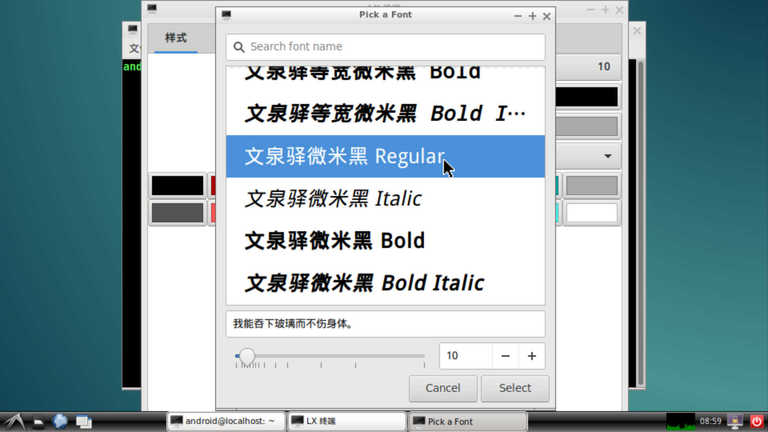 Pick a Font
样式
Search font name
10
文泉驿等宽微米黑 Bold
文泉驿等宽微米黑 Bold I…
文泉驿微米黑 Regular
文泉驿微米黑 Italic
文泉驿微米黑 Bold
文泉驿微米黑 Bold Italic
我能吞下玻璃而不伤身体。
10
Cancel
Select
android@localhost: ~
LX 终端
Pick a Font
08:59